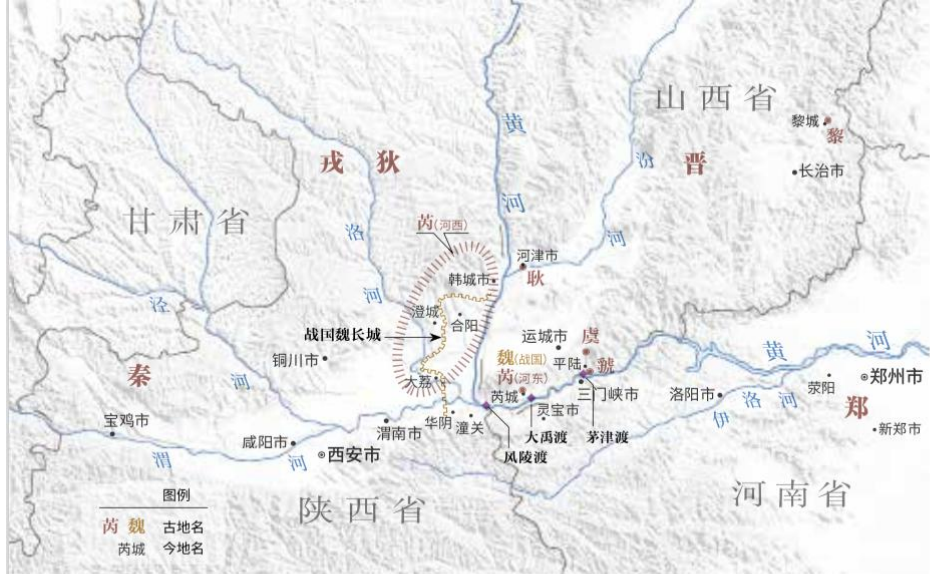 山西省
黎城
黎
长治市
黄河
汾河
晋
戎狄
甘肃省
洛河
芮(河西)
河津市
耿
韩城市
泾河
澄城
合阳
战国魏长城
运城市
虞
魏(战国)
平陆
虢
芮(河东)
芮城
三门峡市
灵宝市
大禹渡
茅津渡
风陵渡
铜川市
大荔
秦
宝鸡市
咸阳市
西安市
渭南市
华阴
潼关
渭河
洛阳市
伊洛河
黄河
荥阳
郑州市
郑
新郑市
陕西省
河南省
图例
芮 魏 古地名
芮城 今地名